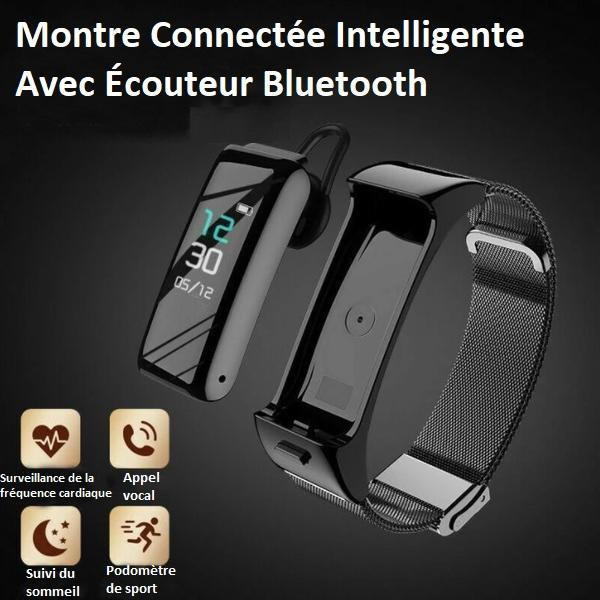 Montre Connectée Intelligente
Avec Écouteur Bluetooth
12
30
05/12
Surveillance de la
fréquence cardiaque
Appel
vocal
Suivi du
sommeil
Podomètre
de sport